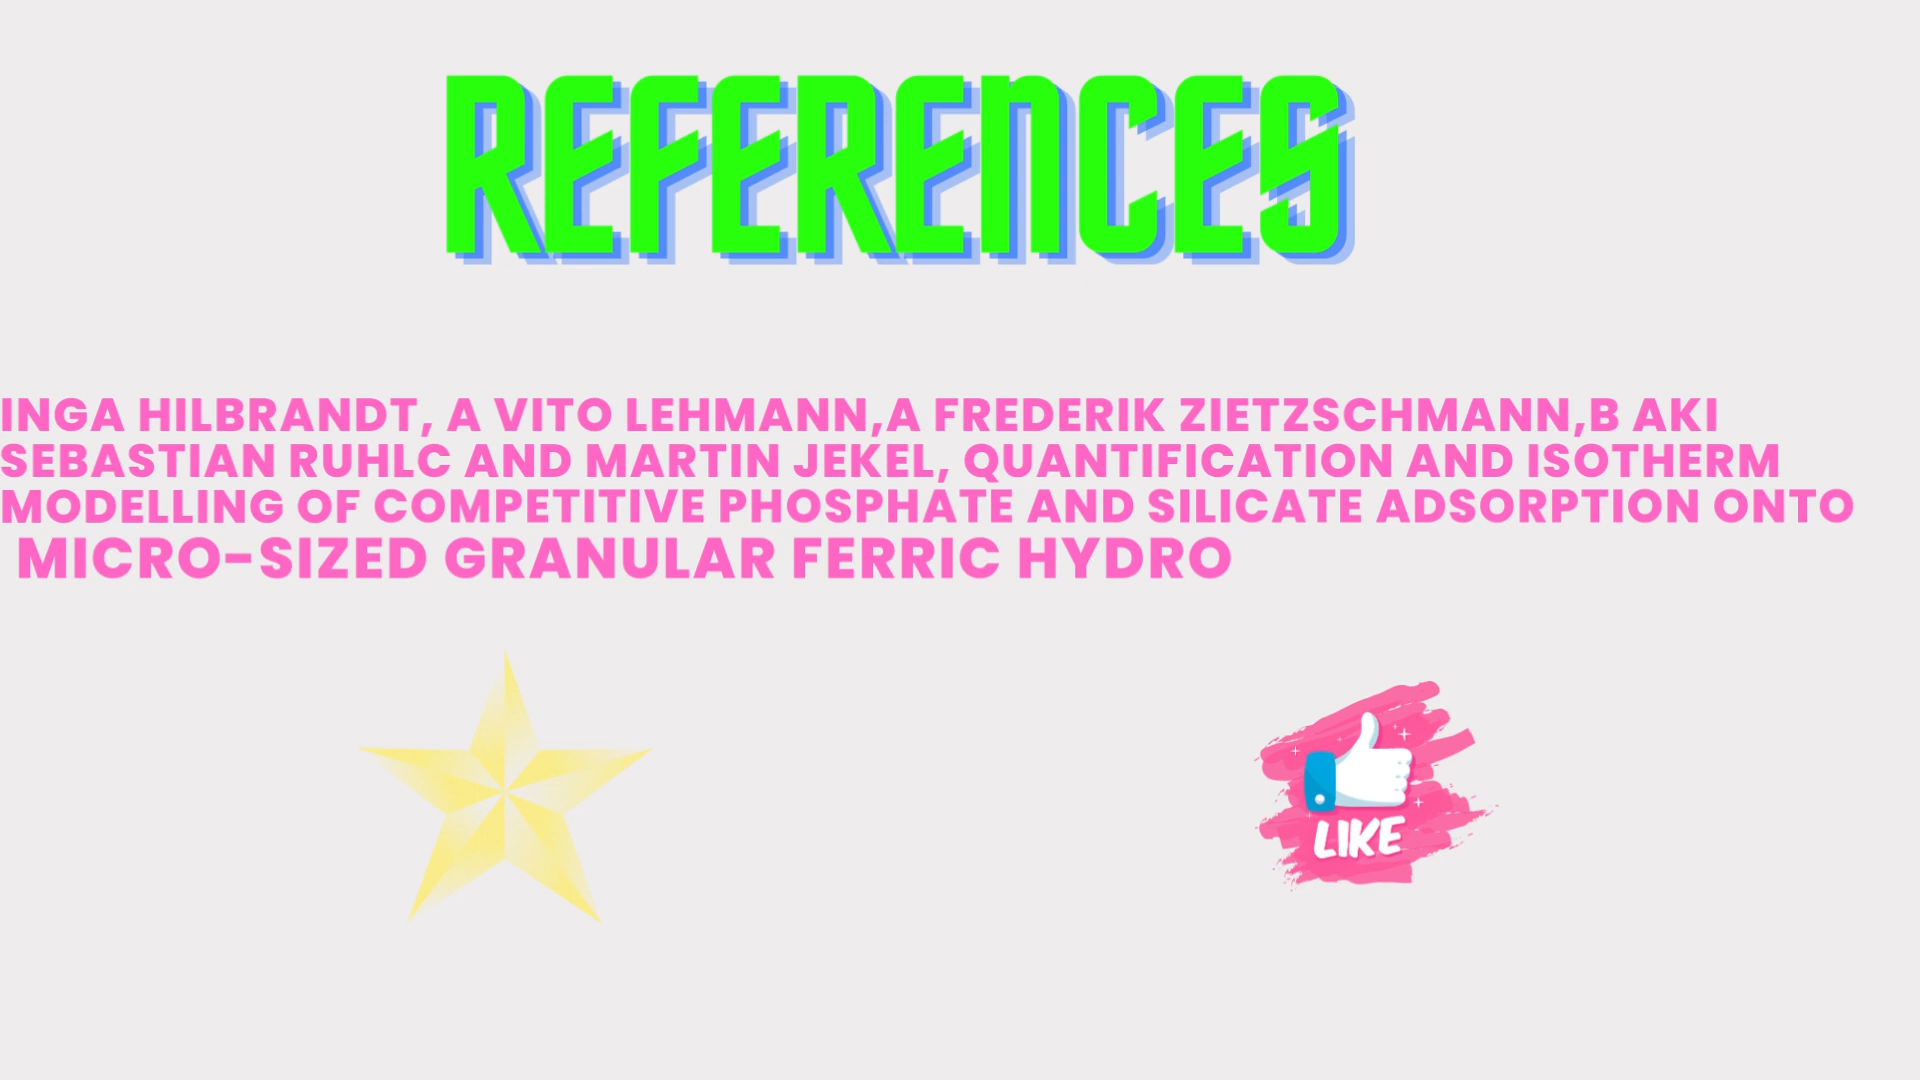 REFERENCES
INGA HILBRANDT, A VITO LEHMANN,A FREDERIK ZIETZSCHMANN,B AKI
SEBASTIAN RUHLC AND MARTIN JEKEL, QUANTIFICATION AND ISOTHERM
MODELLING OF COMPETITIVE PHOSPHATE AND SILICATE ADSORPTION ONTO
MICRO-SIZED GRANULAR FERRIC HYDRO
LIKE